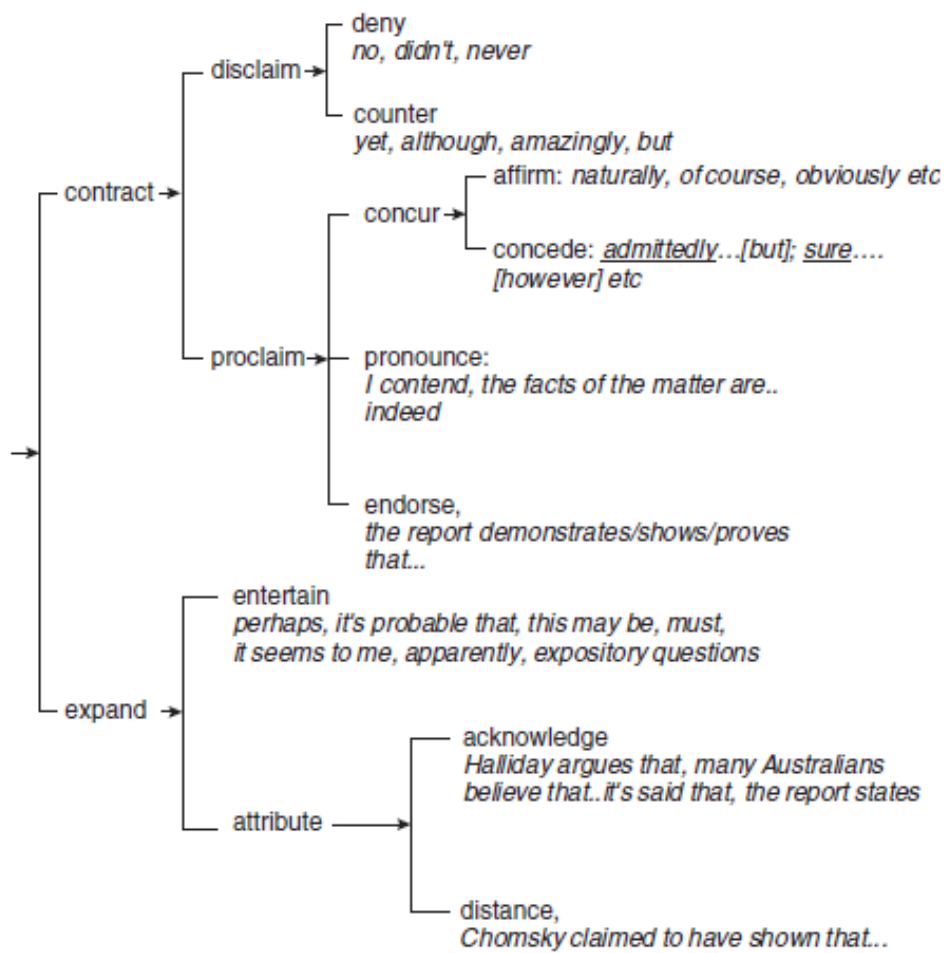 deny
no, didn't, never
disclaim
counter
yet, although, amazingly, but
affirm: naturally, of course, obviously etc
contract
concur
concede: admittedly...[but]; sure....
[however] etc
proclaim
pronounce:
I contend, the facts of the matter are..
indeed
endorse,
the report demonstrates/shows/proves
that...
entertain
perhaps, it's probable that, this may be, must,
it seems to me, apparently, expository questions
expand
acknowledge
Halliday argues that, many Australians
believe that..it's said that, the report states
attribute
distance,
Chomsky claimed to have shown that...